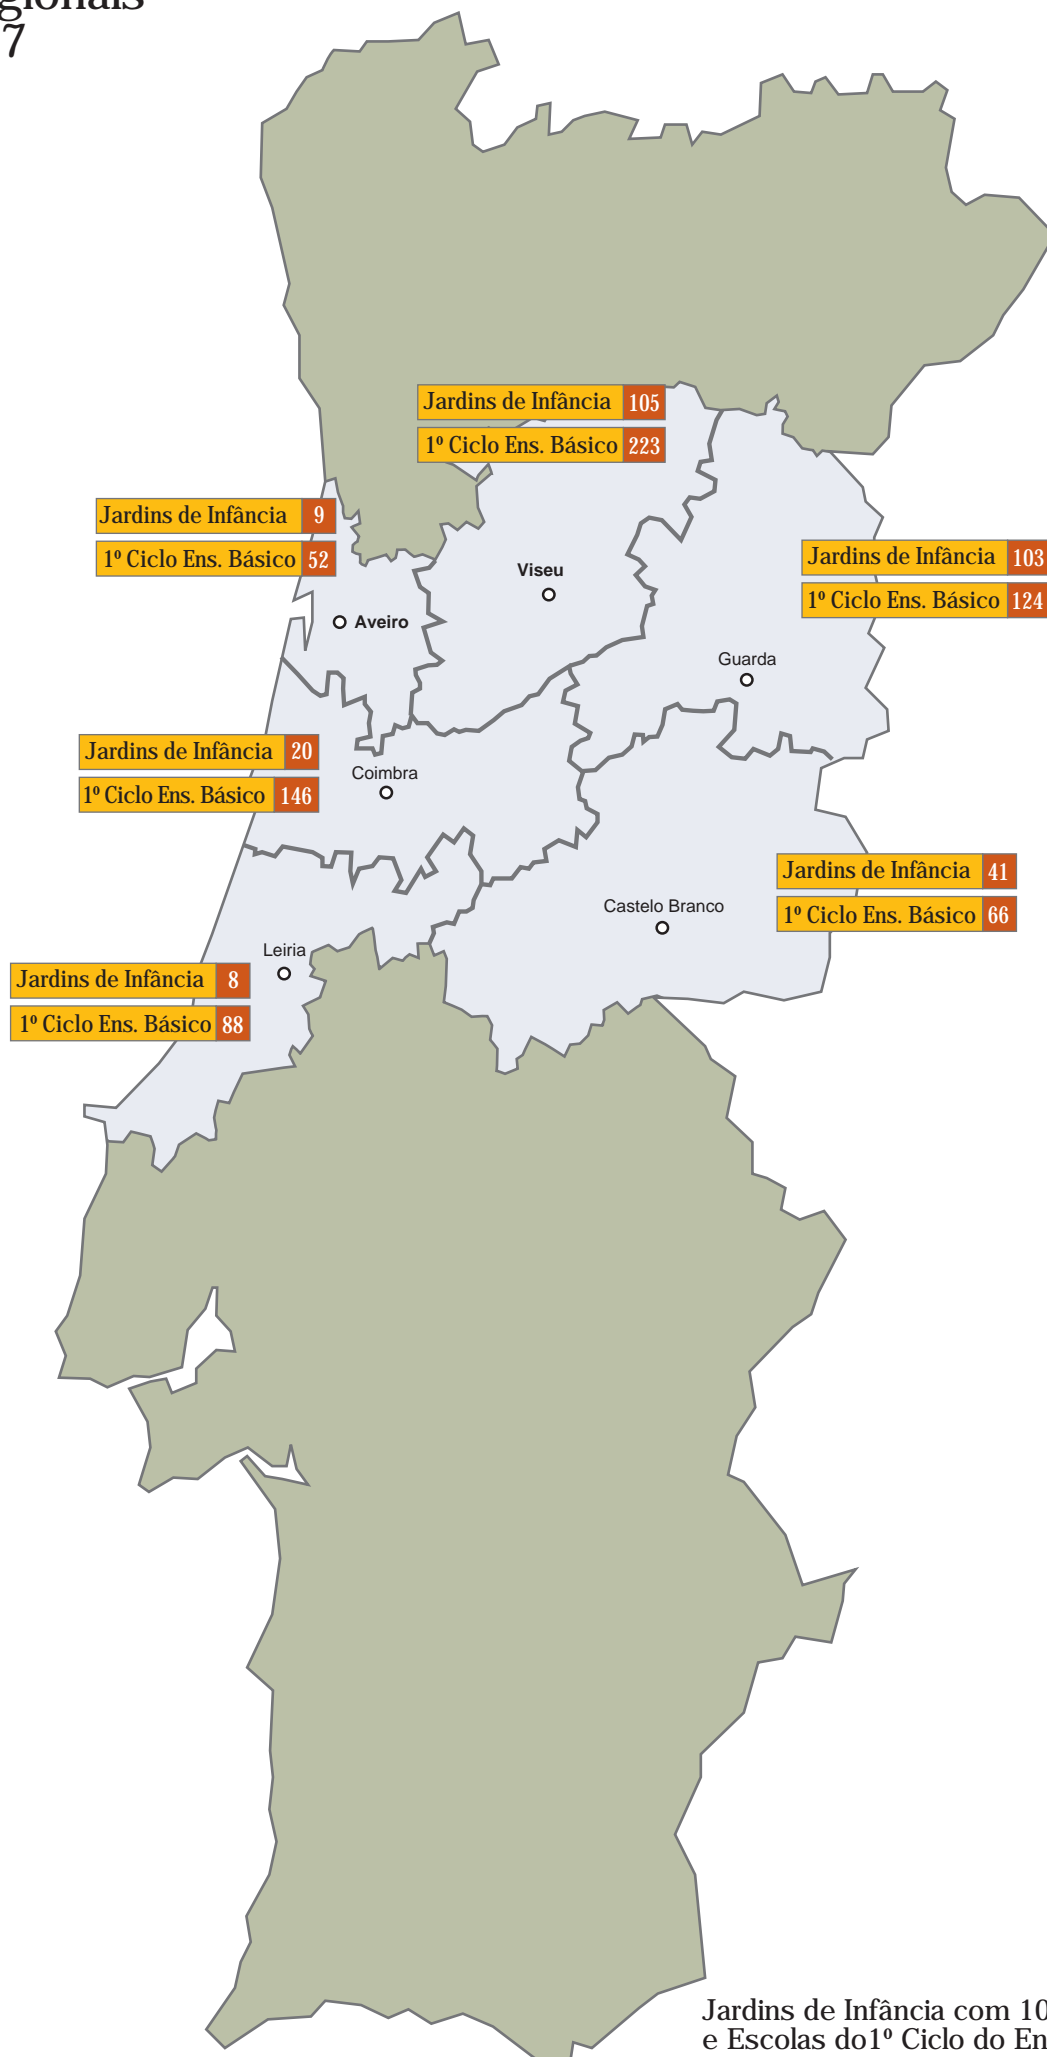 gionais
7
Jardins de Infância 105
1º Ciclo Ens. Básico 223
Jardins de Infância 9
1º Ciclo Ens. Básico 52
Jardins de Infância 103
1º Ciclo Ens. Básico 124
Viseu
Aveiro
Guarda
Jardins de Infância 20
1º Ciclo Ens. Básico 146
Coimbra
Jardins de Infância 41
1º Ciclo Ens. Básico 66
Castelo Branco
Leiria
Jardins de Infância 8
1º Ciclo Ens. Básico 88
Jardins de Infância com 10
e Escolas do1º Ciclo do En